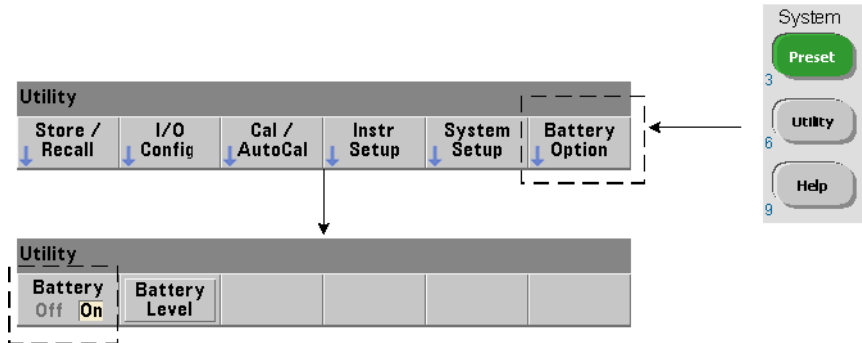 System
Preset
3
Utility
6
Help
9
Utility
Store / Recall
I/O Config
Cal / AutoCal
Instr Setup
System Setup
Battery Option
Utility
Battery
Off On
Battery Level